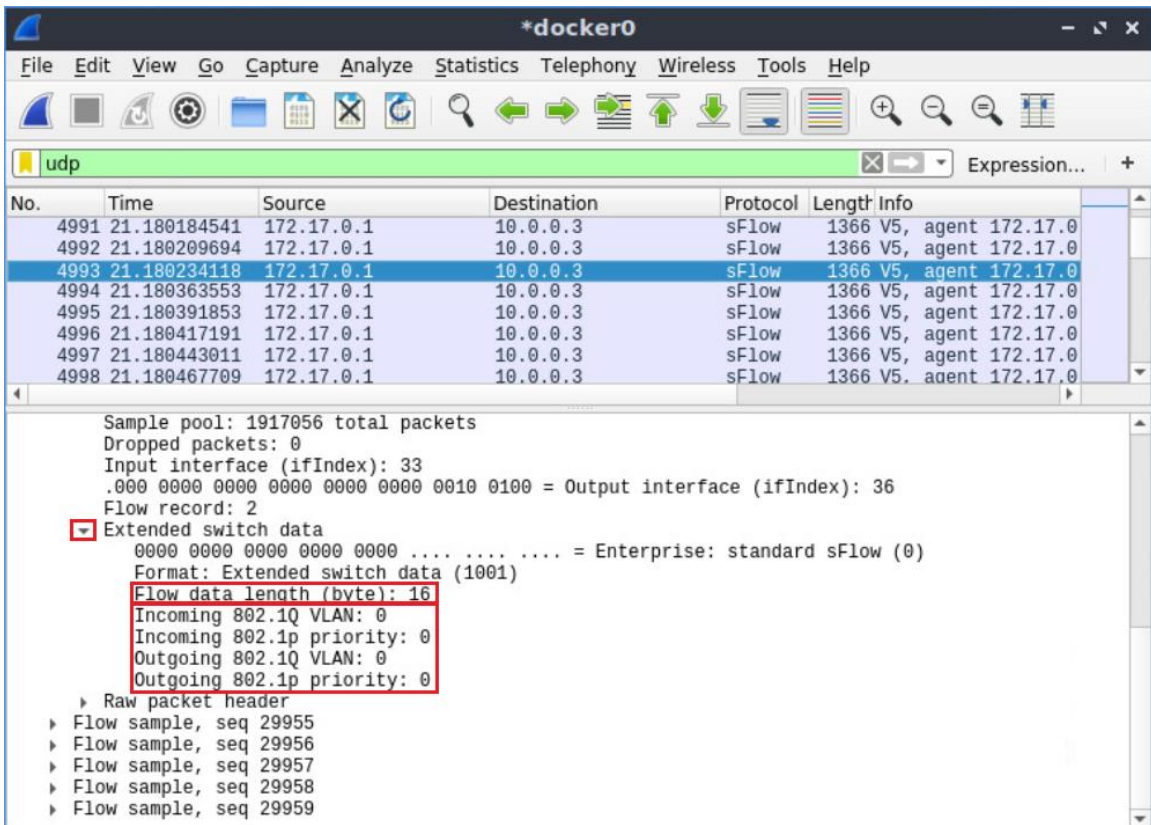 *docker0
File Edit View Go Capture Analyze Statistics Telephony Wireless Tools Help
udp Expression... +
No. Time Source Destination Protocol Length Info
4991 21.180184541 172.17.0.1 10.0.0.3 sFlow 1366 V5, agent 172.17.0
4992 21.180209694 172.17.0.1 10.0.0.3 sFlow 1366 V5, agent 172.17.0
4993 21.180234118 172.17.0.1 10.0.0.3 sFlow 1366 V5, agent 172.17.0
4994 21.180363553 172.17.0.1 10.0.0.3 sFlow 1366 V5, agent 172.17.0
4995 21.180391853 172.17.0.1 10.0.0.3 sFlow 1366 V5, agent 172.17.0
4996 21.180417191 172.17.0.1 10.0.0.3 sFlow 1366 V5, agent 172.17.0
4997 21.180443011 172.17.0.1 10.0.0.3 sFlow 1366 V5, agent 172.17.0
4998 21.180467709 172.17.0.1 10.0.0.3 sFlow 1366 V5, agent 172.17.0
Sample pool: 1917056 total packets
Dropped packets: 0
Input interface (ifIndex): 33
.000 0000 0000 0000 0000 0000 0010 0100 = Output interface (ifIndex): 36
Flow record: 2
Extended switch data
0000 0000 0000 0000 0000 .... .... .... = Enterprise: standard sFlow (0)
Format: Extended switch data (1001)
Flow data length (byte): 16
Incoming 802.1Q VLAN: 0
Incoming 802.1p priority: 0
Outgoing 802.1Q VLAN: 0
Outgoing 802.1p priority: 0
Raw packet header
Flow sample, seq 29955
Flow sample, seq 29956
Flow sample, seq 29957
Flow sample, seq 29958
Flow sample, seq 29959